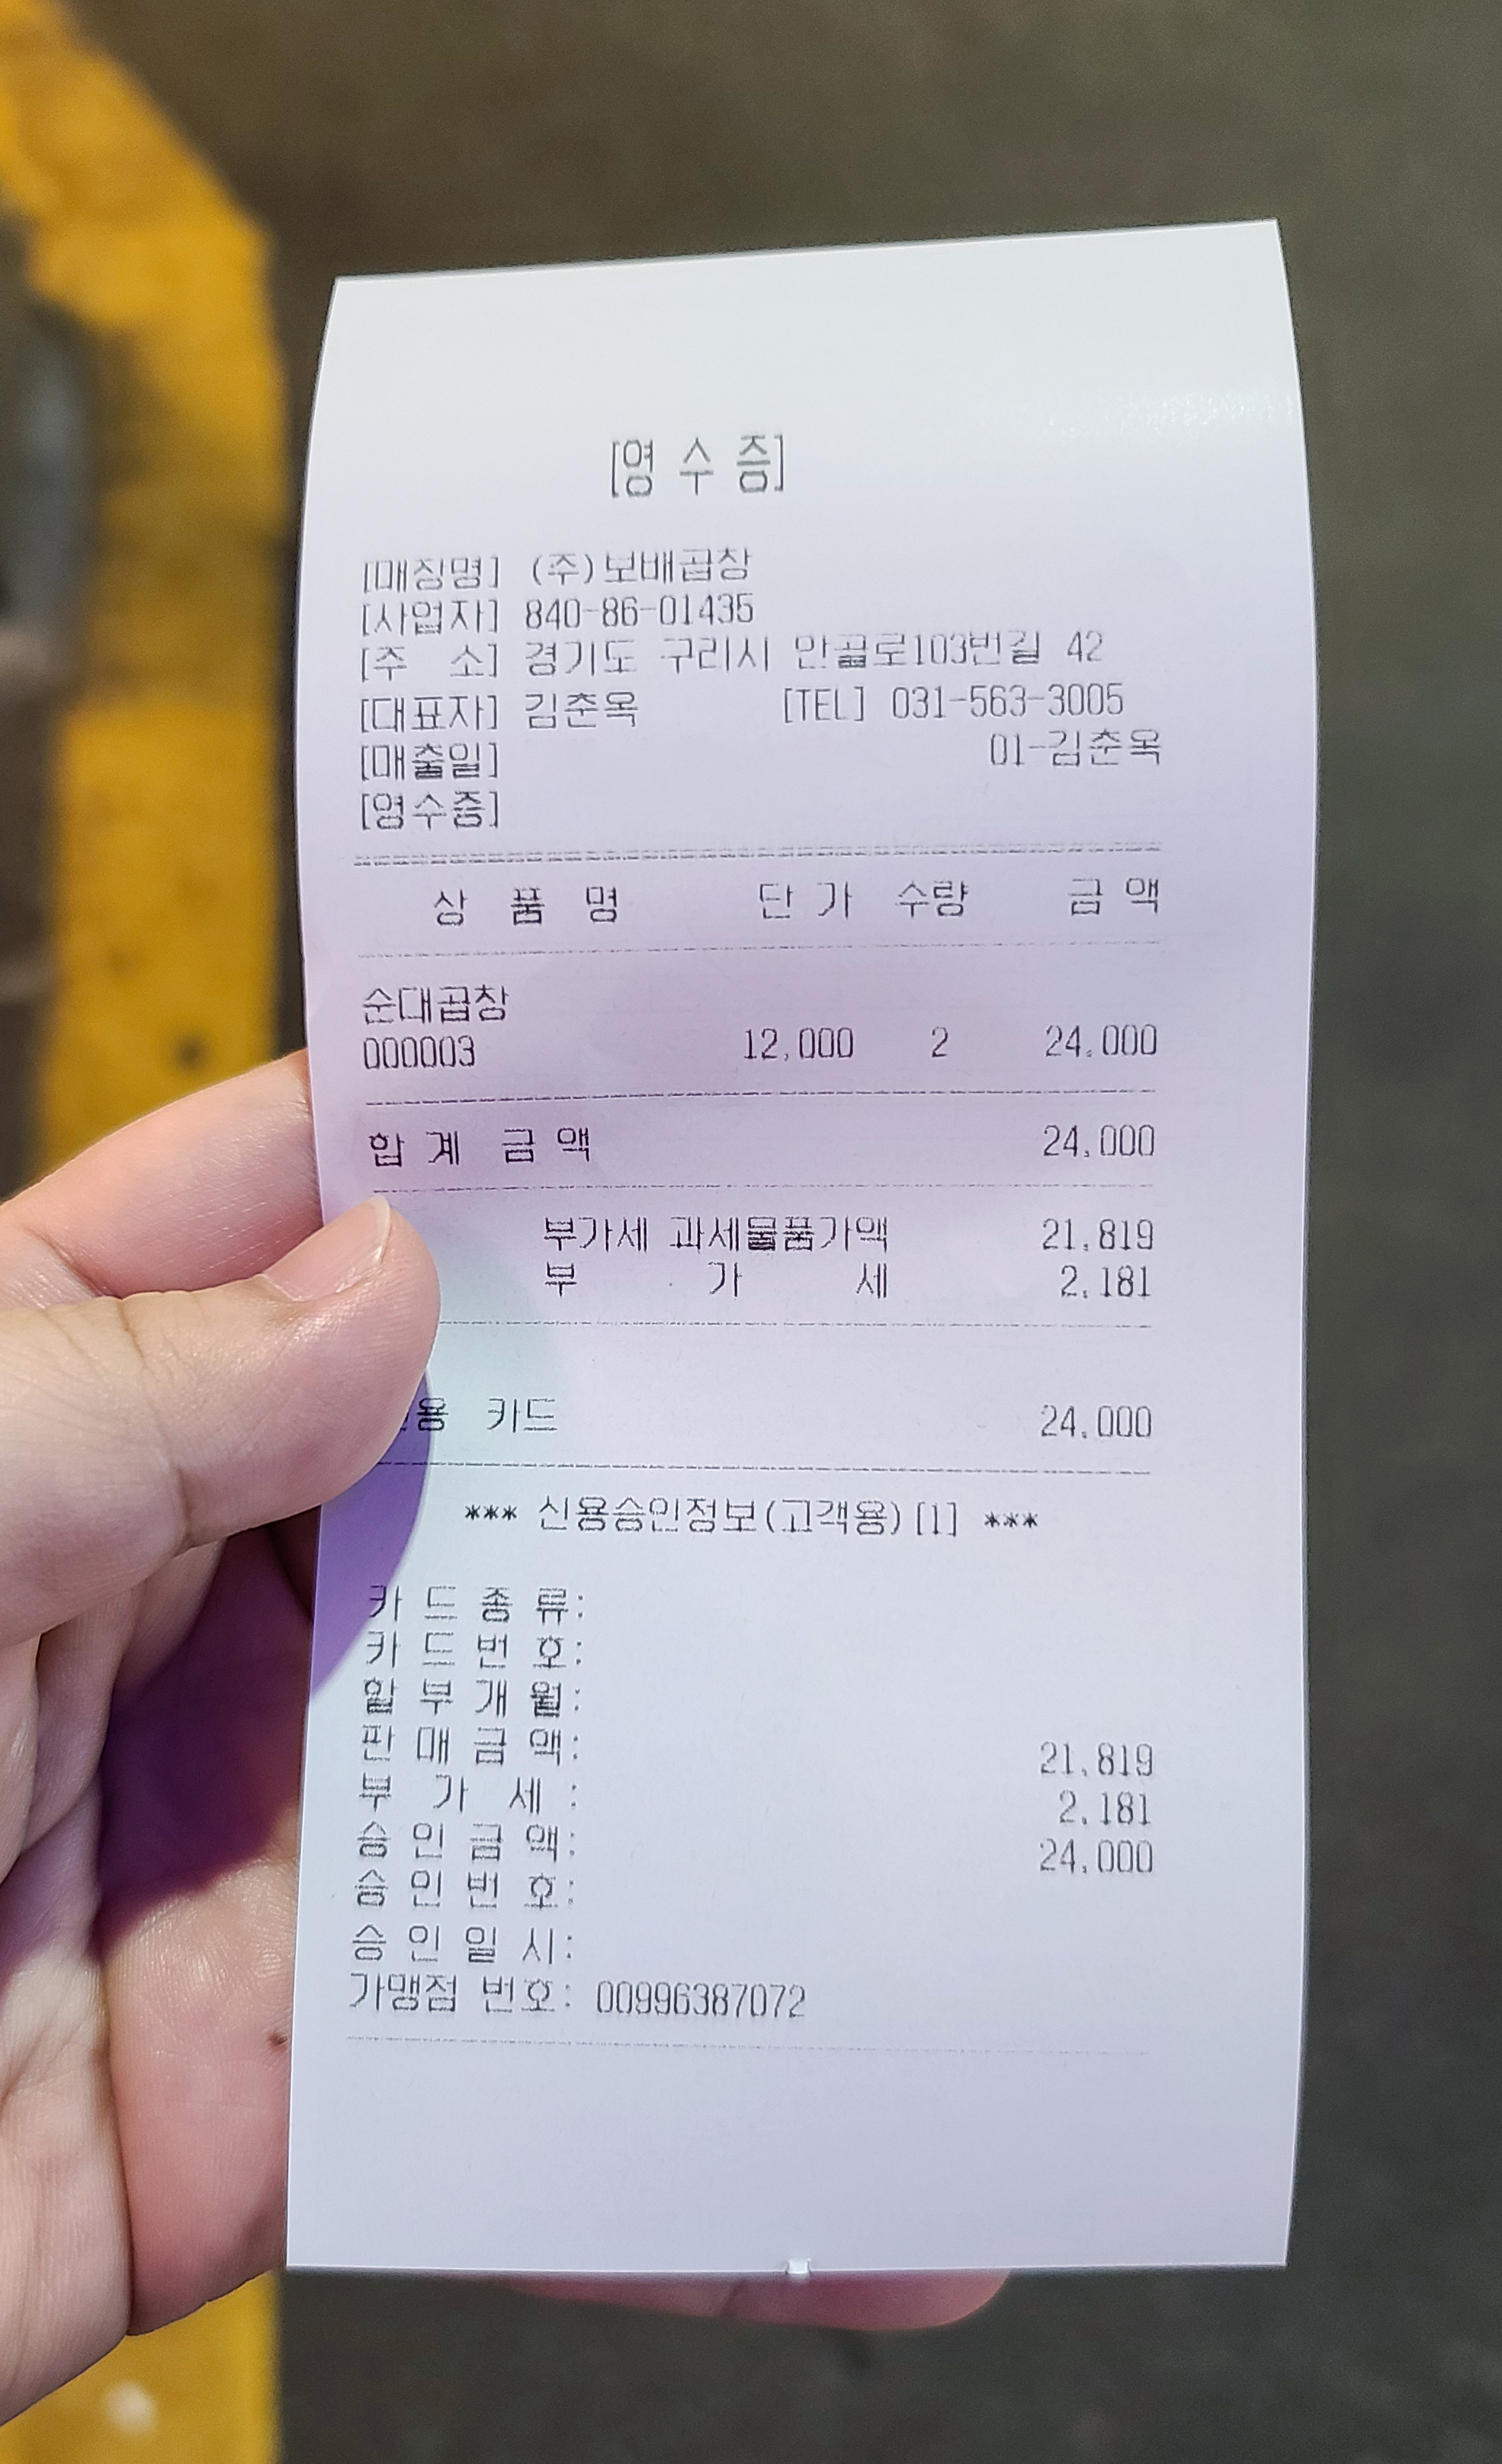 [영 수 증]
[매장명] (주)보배곱창
[사업자] 840-86-01435
[주 소] 경기도 구리시 안골로103번길 42
[대표자] 김춘옥 [TEL] 031-563-3005
[매출일] 01-김춘옥
[영수증]
상 품 명 단 가 수량 금 액
순대곱창
000003 12,000 2 24,000
합 계 금 액 24,000
부가세 과세물품가액 21,819
부 가 세 2,181
용 카드 24,000
*** 신용승인정보(고객용)[1] ***
카 드 종 류:
카 드 번 호:
할 부 개 월:
판 매 금 액: 21,819
부 가 세 : 2,181
승 인 금 액: 24,000
승 인 번 호:
승 인 일 시:
가맹점 번호: 00996387072